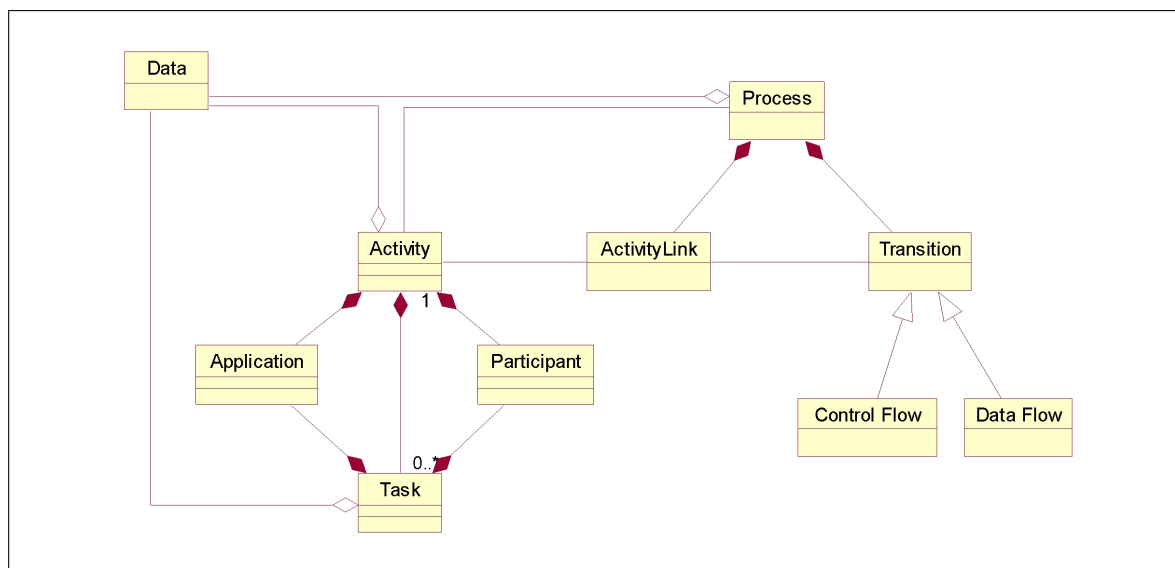 Data
Process
Activity
ActivityLink
Transition
1
Application
Participant
Control Flow
Data Flow
0..*
Task